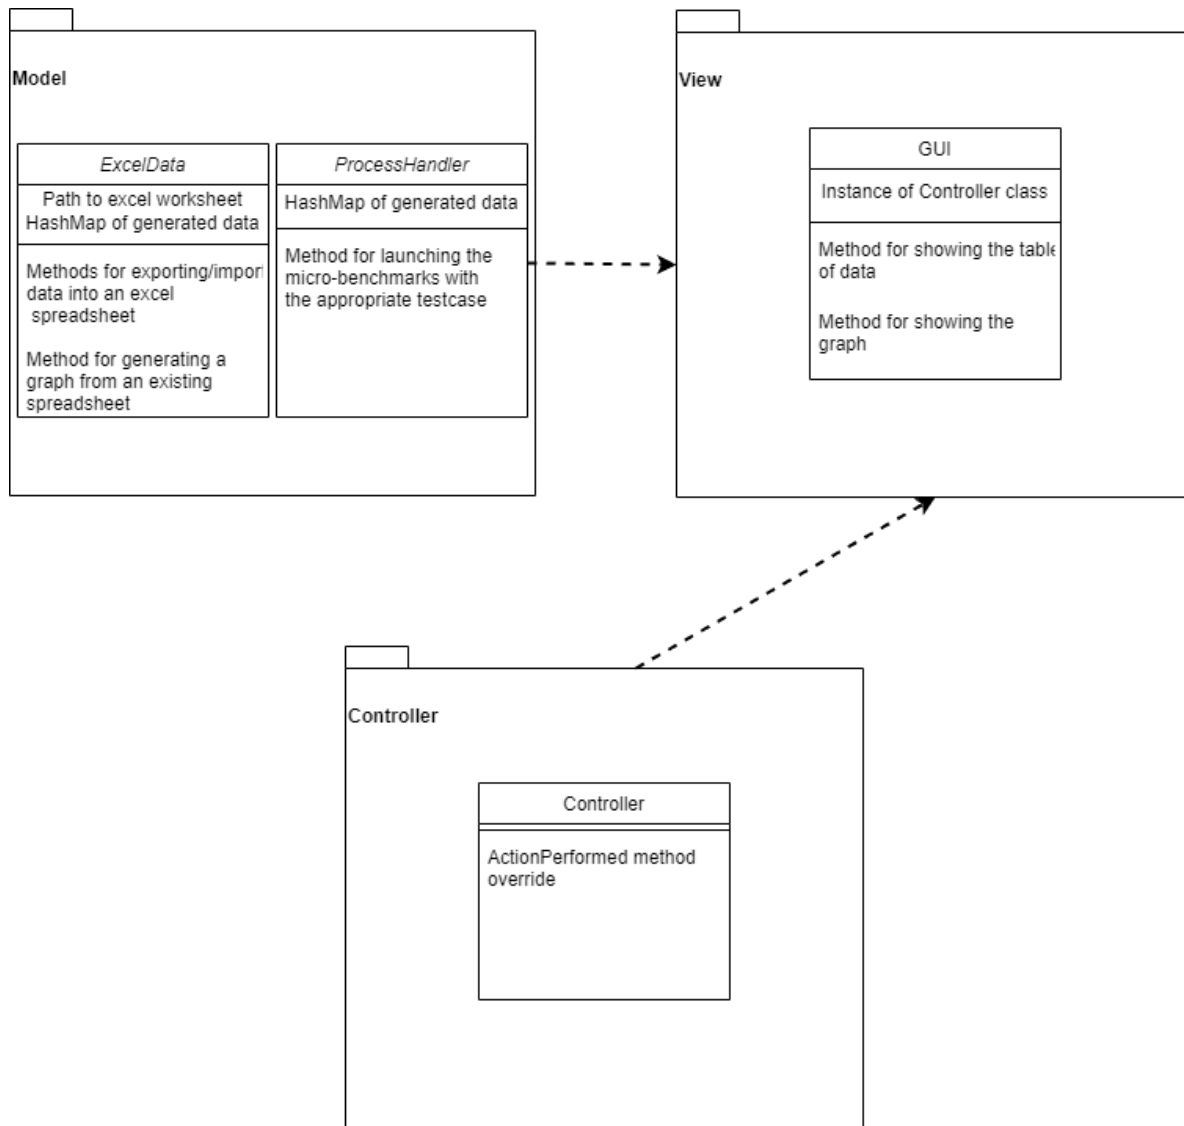 Model
ExcelData
Path to excel worksheet
HashMap of generated data
Methods for exporting/impor
data into an excel
spreadsheet
Method for generating a
graph from an existing
spreadsheet
ProcessHandler
HashMap of generated data
Method for launching the
micro-benchmarks with
the appropriate testcase
View
GUI
Instance of Controller class
Method for showing the table
of data
Method for showing the
graph
Controller
Controller
ActionPerformed method
override